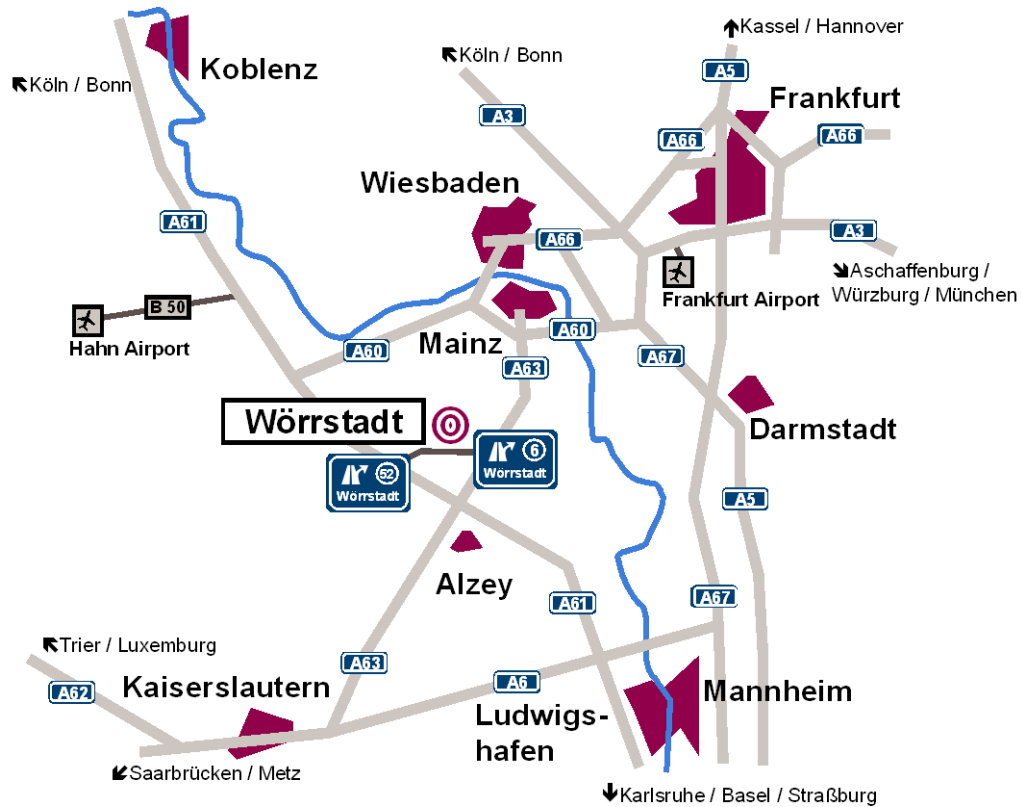 Kassel / Hannover
Köln / Bonn
A5
Koblenz
Köln / Bonn
Frankfurt
A3
A66
A66
Wiesbaden
A61
A66
A3
Aschaffenburg /
Würzburg / München
Frankfurt Airport
B 50
Hahn Airport
Mainz
A60
A60
A67
A63
Wörrstadt
Darmstadt
6
Wörrstadt
52
Wörrstadt
A5
Alzey
A61
A67
Trier / Luxemburg
A63
A62
Kaiserslautern
A6
Mannheim
Ludwigs-
hafen
Saarbrücken / Metz
Karlsruhe / Basel / Straßburg